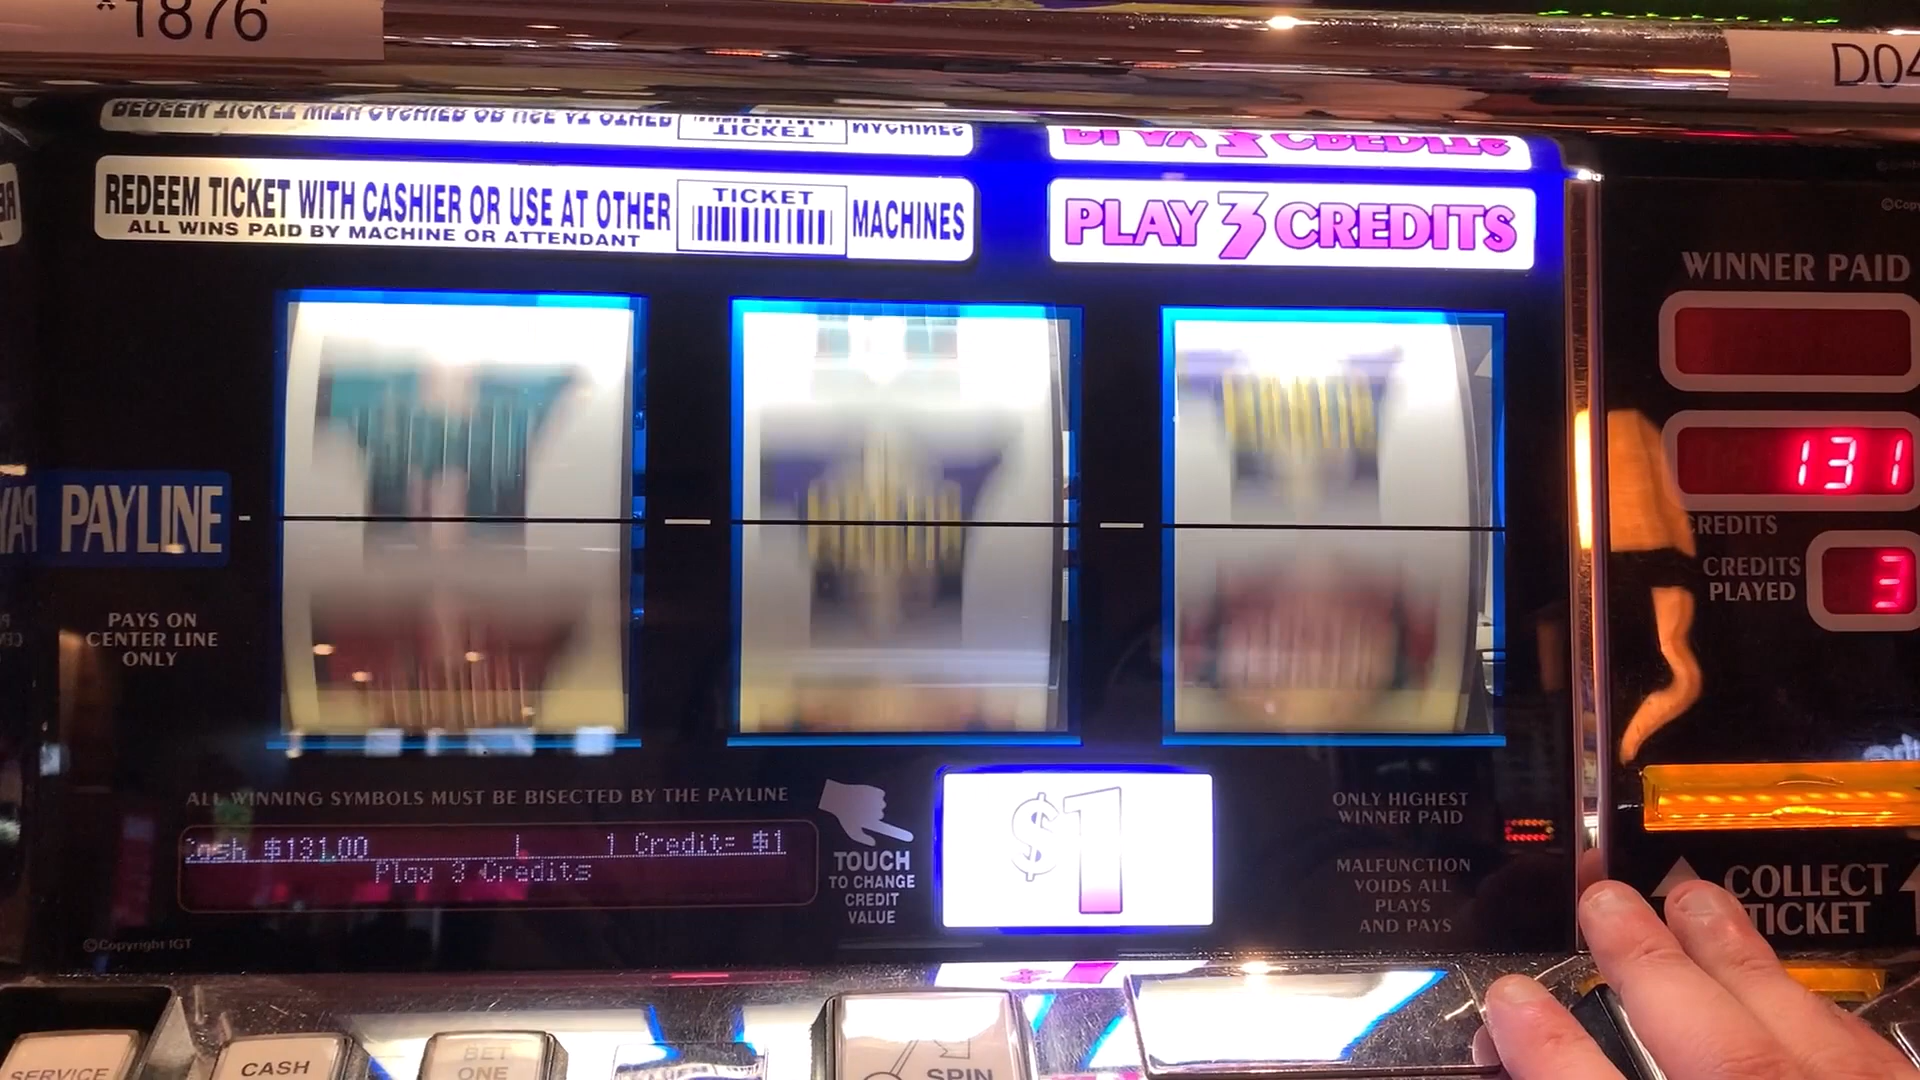 *1876
D04
REDEEM TICKET WITH CASHIER OR USE AT OTHER
TICKET
MACHINES
ALL WINS PAID BY MACHINE OR ATTENDANT
PLAY 3 CREDITS
WINNER PAID
131
CREDITS
CREDITS
PLAYED
3
PAYLINE
PAYS ON
CENTER LINE
ONLY
ALL WINNING SYMBOLS MUST BE BISECTED BY THE PAYLINE
Cash $131.00
1 Credit= $1
Play 3 Credits
TOUCH
TO CHANGE
CREDIT
VALUE
$1
ONLY HIGHEST
WINNER PAID
MALFUNCTION
VOIDS ALL
PLAYS
AND PAYS
COLLECT
TICKET
©Copyright IGT
SERVICE
CASH
BET
ONE
SPIN